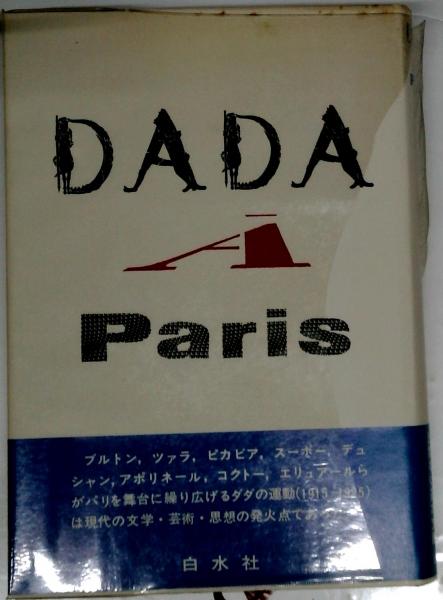 DADA
À
Paris
ブルトン，ツァラ，ピカビア，スーポー，デュ
シャン，アポリネール，コクトー，エリュアールら
がパリを舞台に繰り広げるダダの運動(1915-1925)
は現代の文学・芸術・思想の発火点であ
白水社